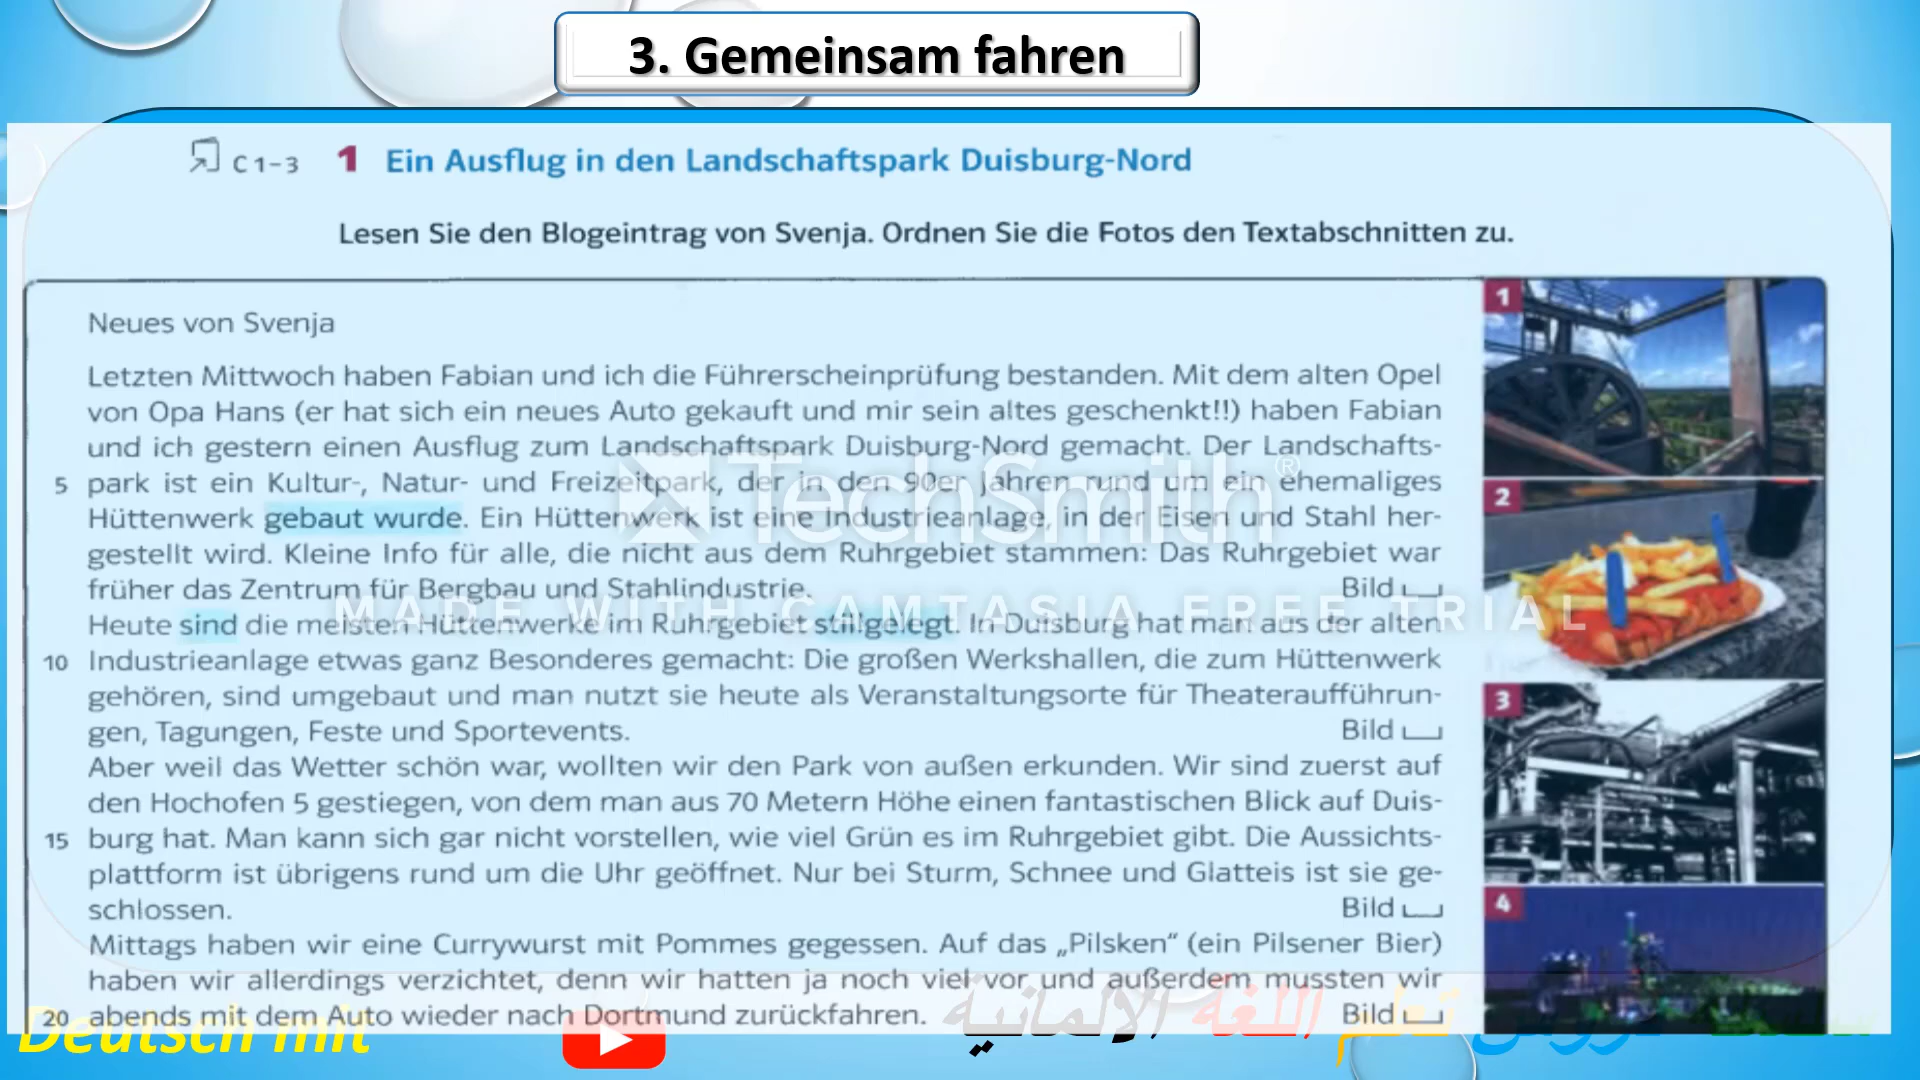 3. Gemeinsam fahren
C 1-3 1 Ein Ausflug in den Landschaftspark Duisburg-Nord
Lesen Sie den Blogeintrag von Svenja. Ordnen Sie die Fotos den Textabschnitten zu.
Neues von Svenja
Letzten Mittwoch haben Fabian und ich die Führerscheinprüfung bestanden. Mit dem alten Opel
von Opa Hans (er hat sich ein neues Auto gekauft und mir sein altes geschenkt!!) haben Fabian
und ich gestern einen Ausflug zum Landschaftspark Duisburg-Nord gemacht. Der Landschafts-
5 park ist ein Kultur-, Natur- und Freizeitpark, der in den 90er Jahren rund um ein ehemaliges
Hüttenwerk gebaut wurde. Ein Hüttenwerk ist eine Industrieanlage, in der Eisen und Stahl her-
gestellt wird. Kleine Info für alle, die nicht aus dem Ruhrgebiet stammen: Das Ruhrgebiet war
früher das Zentrum für Bergbau und Stahlindustrie. Bild
Heute sind die meisten Hüttenwerke im Ruhrgebiet stillgelegt. In Duisburg hat man aus der alten
10 Industrieanlage etwas ganz Besonderes gemacht: Die großen Werkshallen, die zum Hüttenwerk
gehören, sind umgebaut und man nutzt sie heute als Veranstaltungsorte für Theateraufführun-
gen, Tagungen, Feste und Sportevents. Bild
Aber weil das Wetter schön war, wollten wir den Park von außen erkunden. Wir sind zuerst auf
den Hochofen 5 gestiegen, von dem man aus 70 Metern Höhe einen fantastischen Blick auf Duis-
15 burg hat. Man kann sich gar nicht vorstellen, wie viel Grün es im Ruhrgebiet gibt. Die Aussichts-
plattform ist übrigens rund um die Uhr geöffnet. Nur bei Sturm, Schnee und Glatteis ist sie ge-
schlossen. Bild
Mittags haben wir eine Currywurst mit Pommes gegessen. Auf das „Pilsken“ (ein Pilsener Bier)
haben wir allerdings verzichtet, denn wir hatten ja noch viel vor und außerdem mussten wir
20 abends mit dem Auto wieder nach Dortmund zurückfahren. Bild
1
2
3
4
TechSmith®
MADE WITH CAMTASIA FREE TRIAL
Deutsch mit
تعلم اللغة الالمانية